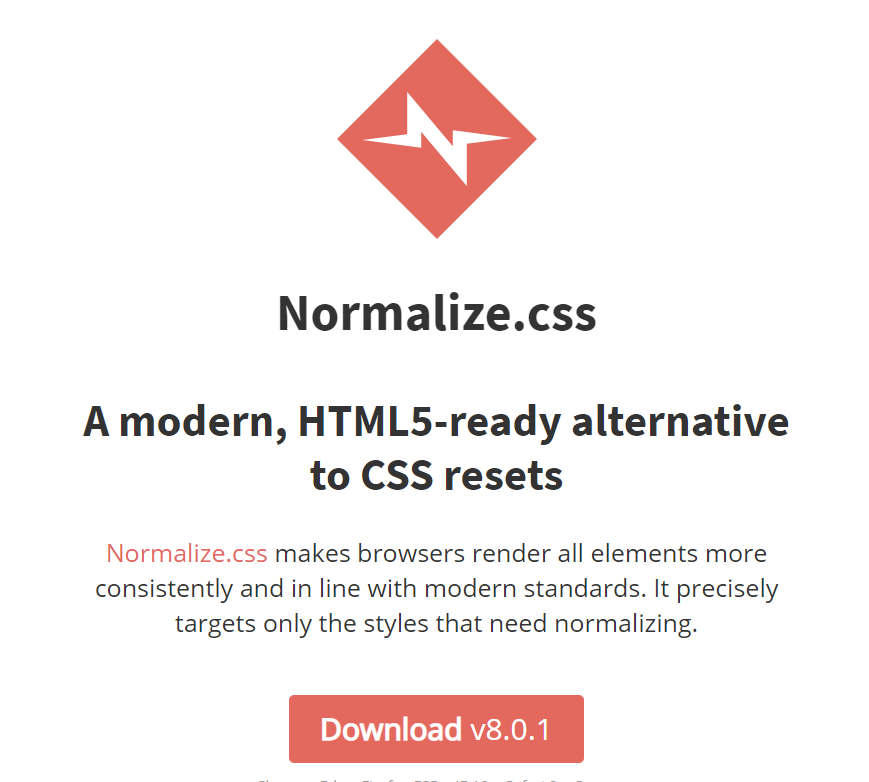 Normalize.css
A modern, HTML5-ready alternative
to CSS resets
Normalize.css makes browsers render all elements more
consistently and in line with modern standards. It precisely
targets only the styles that need normalizing.
Download v8.0.1